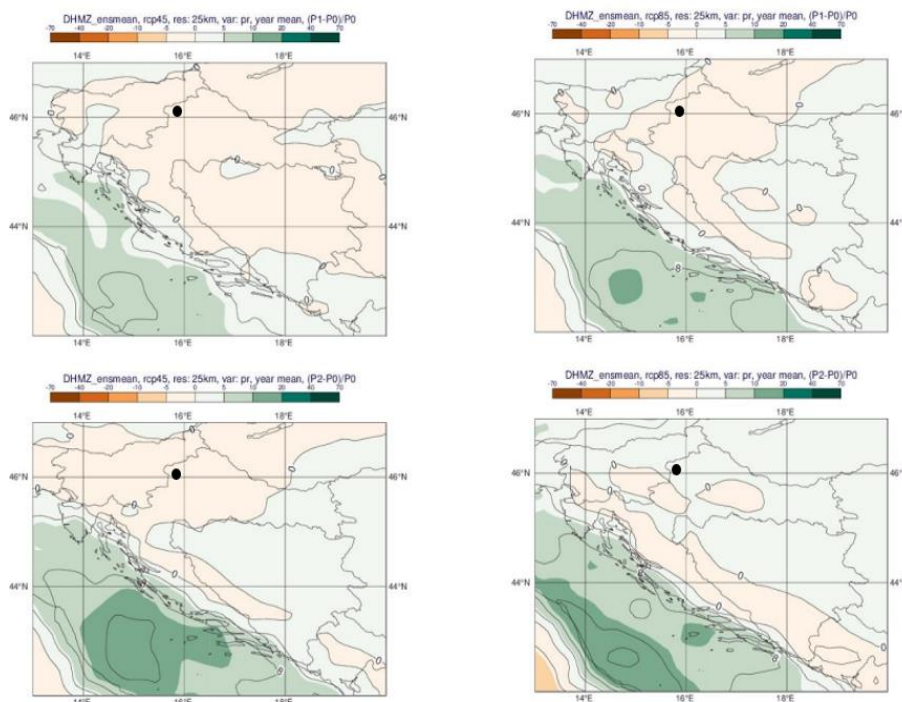 DHMZ_ensmean, rcp45, res: 25km, var: pr, year mean, (P1-P0)/P0
-70 -40 -20 -10 -5 0 5 10 20 40 70
14°E 16°E 18°E
46°N 46°N
44°N 44°N
14°E 16°E 18°E
DHMZ_ensmean, rcp85, res: 25km, var: pr, year mean, (P1-P0)/P0
-70 -40 -20 -10 -5 0 5 10 20 40 70
14°E 16°E 18°E
46°N 46°N
44°N 44°N
8
14°E 16°E 18°E
DHMZ_ensmean, rcp45, res: 25km, var: pr, year mean, (P2-P0)/P0
-70 -40 -20 -10 -5 0 5 10 20 40 70
14°E 16°E 18°E
46°N 46°N
44°N 44°N
8
14°E 16°E 18°E
DHMZ_ensmean, rcp85, res: 25km, var: pr, year mean, (P2-P0)/P0
-70 -40 -20 -10 -5 0 5 10 20 40 70
14°E 16°E 18°E
46°N 46°N
44°N 44°N
8
14°E 16°E 18°E